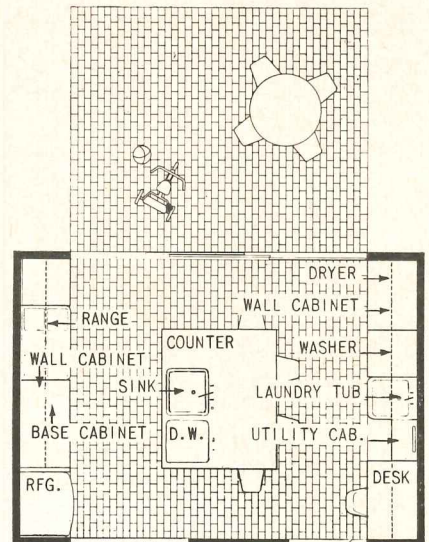 DRYER
WALL CABINET
RANGE
COUNTER
WASHER
WALL CABINET
SINK
LAUNDRY TUB
BASE CABINET
D.W.
UTILITY CAB.
RFG.
DESK